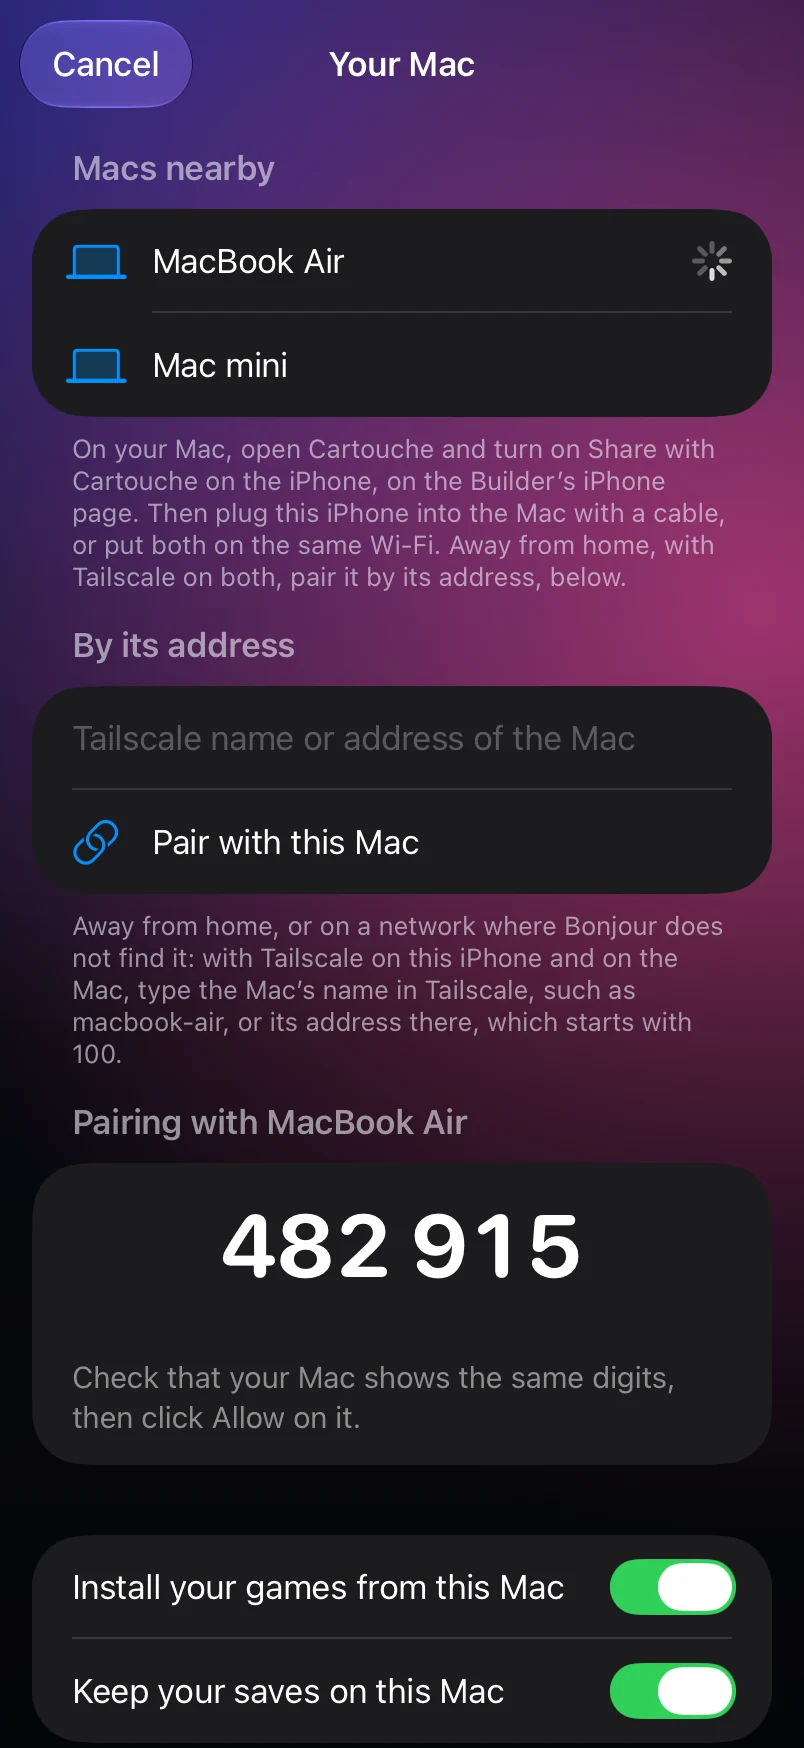 Cancel
Your Mac
Macs nearby
MacBook Air
Mac mini
On your Mac, open Cartouche and turn on Share with
Cartouche on the iPhone, on the Builder’s iPhone
page. Then plug this iPhone into the Mac with a cable,
or put both on the same Wi-Fi. Away from home, with
Tailscale on both, pair it by its address, below.
By its address
Tailscale name or address of the Mac
Pair with this Mac
Away from home, or on a network where Bonjour does
not find it: with Tailscale on this iPhone and on the
Mac, type the Mac’s name in Tailscale, such as
macbook-air, or its address there, which starts with
100.
Pairing with MacBook Air
482 915
Check that your Mac shows the same digits,
then click Allow on it.
Install your games from this Mac
Keep your saves on this Mac